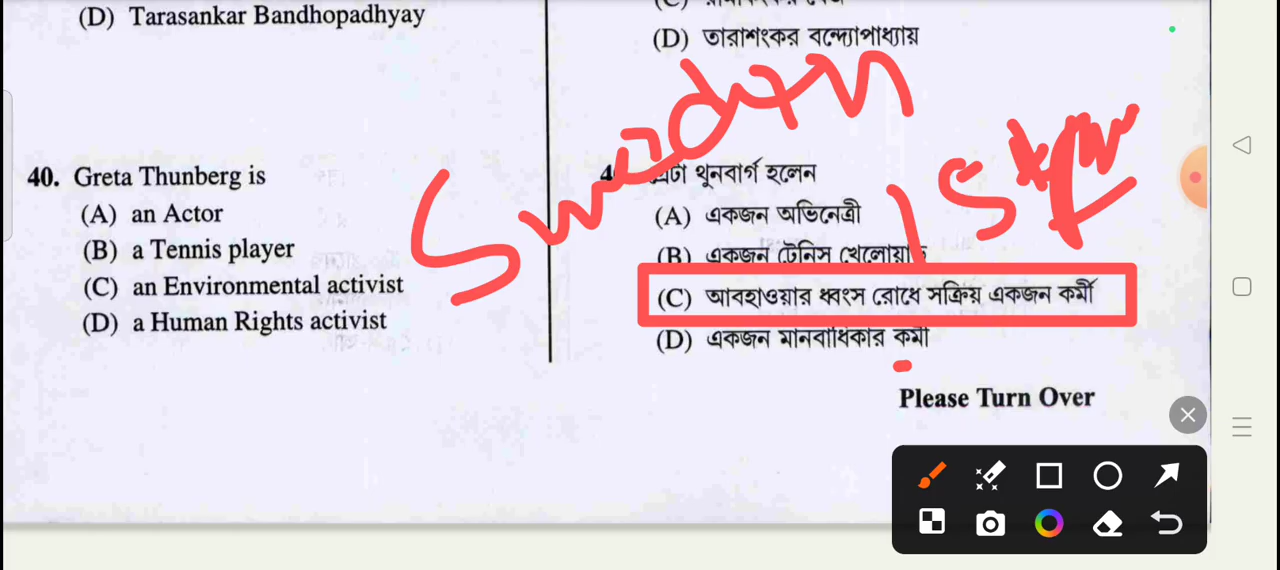 (D) Tarasankar Bandhopadhyay
40. Greta Thunberg is
(A) an Actor
(B) a Tennis player
(C) an Environmental activist
(D) a Human Rights activist
(D) তারাশংকর বন্দ্যোপাধ্যায়
থুনবার্গ হলেন
(A) একজন অভিনেত্রী
(B) একজন টেনিস খেলোয়াড়
(C) আবহাওয়ার ধ্বংস রোধে সক্রিয় একজন কর্মী
(D) একজন মানবাধিকার কর্মী
Please Turn Over